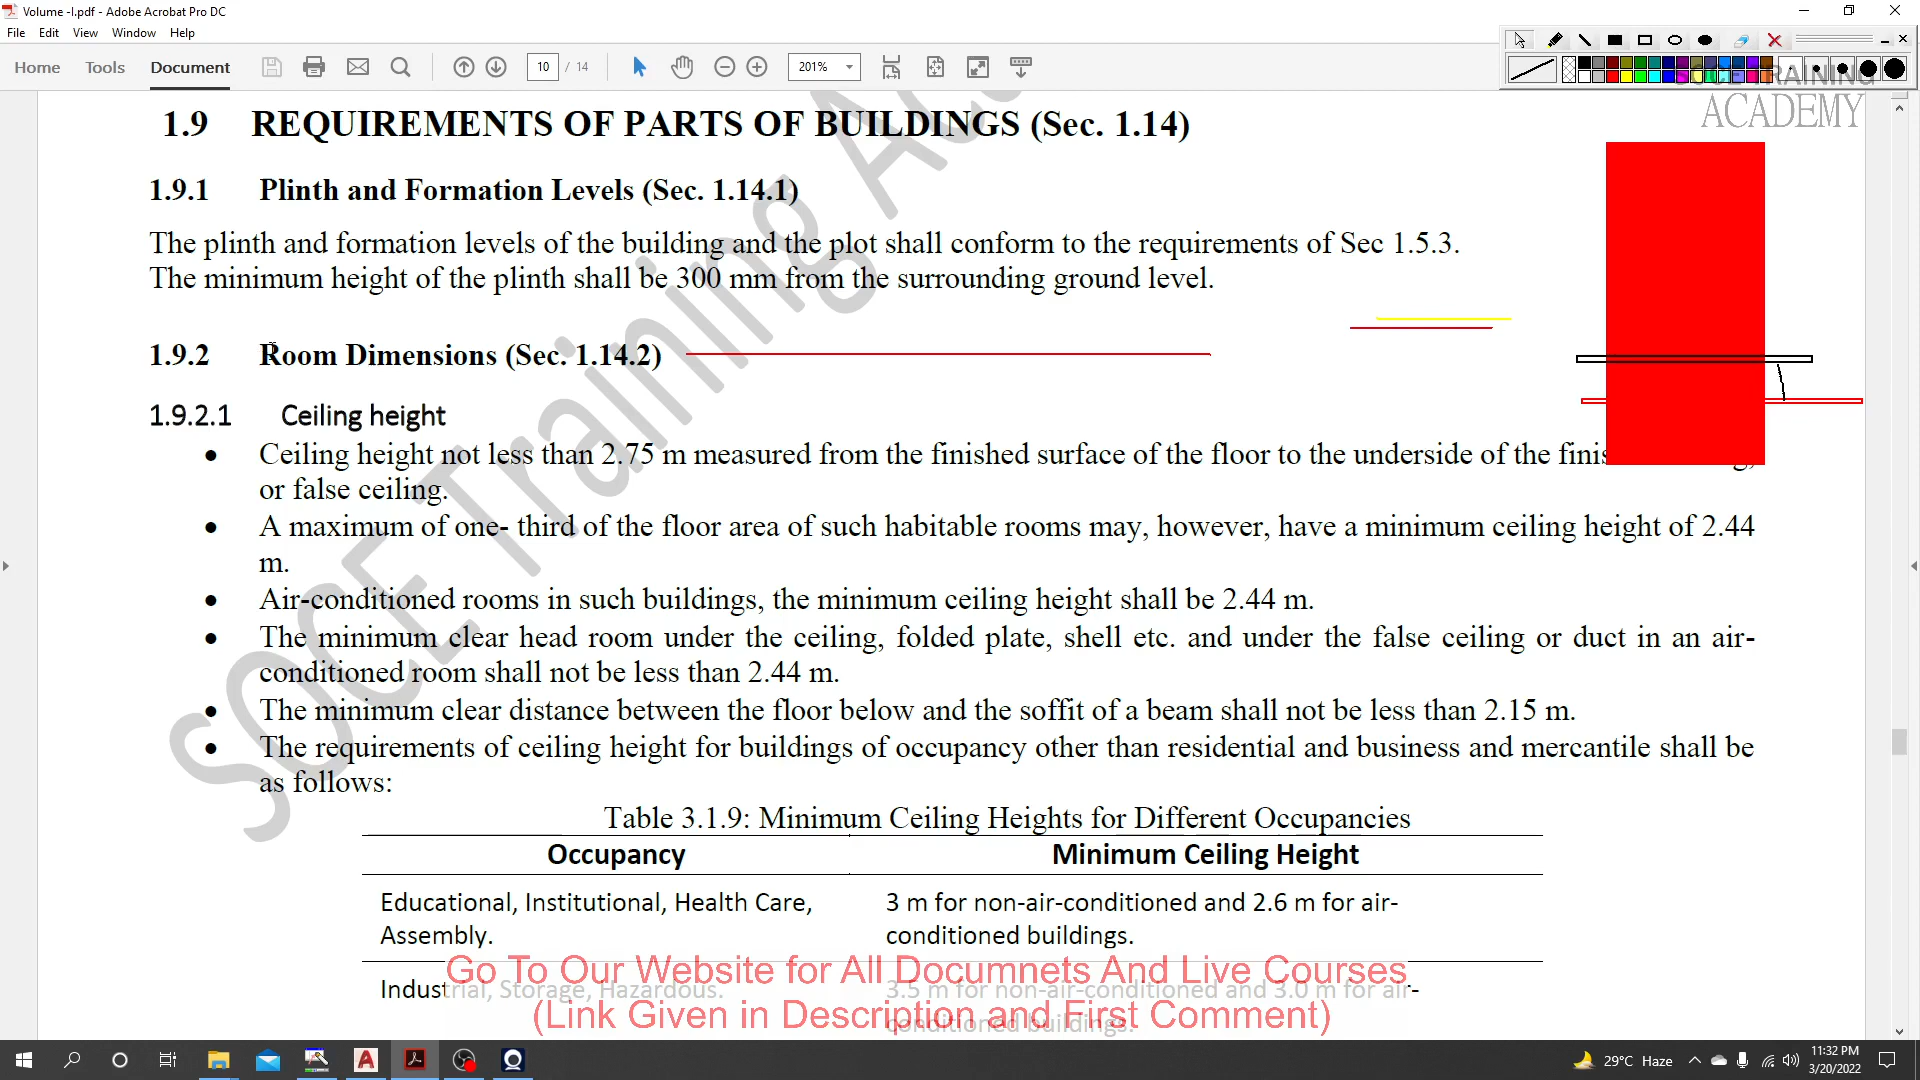 Volume -I.pdf - Adobe Acrobat Pro DC
File Edit View Window Help
Home Tools Document 10 / 14 201%
SOCE TRAINING
ACADEMY
1.9 REQUIREMENTS OF PARTS OF BUILDINGS (Sec. 1.14)
1.9.1 Plinth and Formation Levels (Sec. 1.14.1)
The plinth and formation levels of the building and the plot shall conform to the requirements of Sec 1.5.3.
The minimum height of the plinth shall be 300 mm from the surrounding ground level.
1.9.2 Room Dimensions (Sec. 1.14.2)
1.9.2.1 Ceiling height
• Ceiling height not less than 2.75 m measured from the finished surface of the floor to the underside of the
or false ceiling.
• A maximum of one- third of the floor area of such habitable rooms may, however, have a minimum ceiling height of 2.44
m.
• Air-conditioned rooms in such buildings, the minimum ceiling height shall be 2.44 m.
• The minimum clear head room under the ceiling, folded plate, shell etc. and under the false ceiling or duct in an air-
conditioned room shall not be less than 2.44 m.
• The minimum clear distance between the floor below and the soffit of a beam shall not be less than 2.15 m.
• The requirements of ceiling height for buildings of occupancy other than residential and business and mercantile shall be
as follows:
Table 3.1.9: Minimum Ceiling Heights for Different Occupancies
Occupancy Minimum Ceiling Height
Educational, Institutional, Health Care, 3 m for non-air-conditioned and 2.6 m for air-
Assembly. conditioned buildings.
Industrial, Storage, Hazardous. 3.5 m for non-air-conditioned and 3.0 m for air-
conditioned buildings.
SOCE Training
Go To Our Website for All Documnets And Live Courses
(Link Given in Description and First Comment)
29°C Haze 11:32 PM
3/20/2022